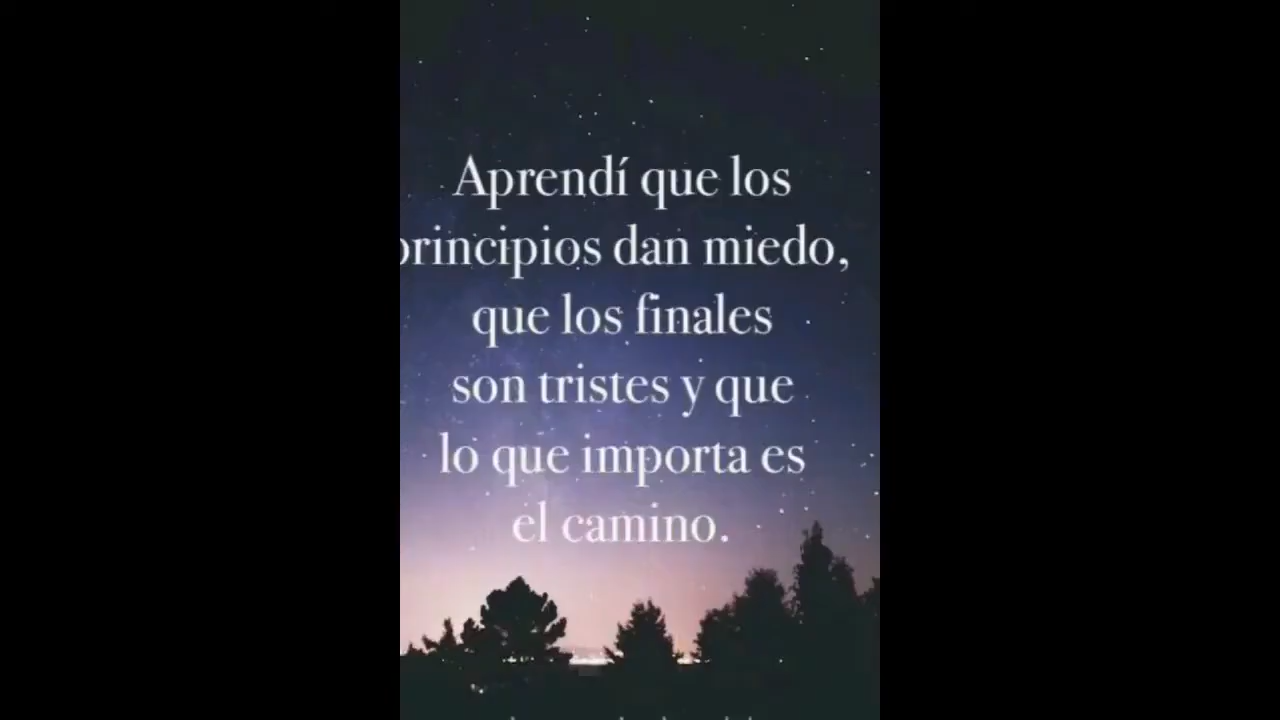 Aprendí que los
principios dan miedo,
que los finales
son tristes y que
lo que importa es
el camino.